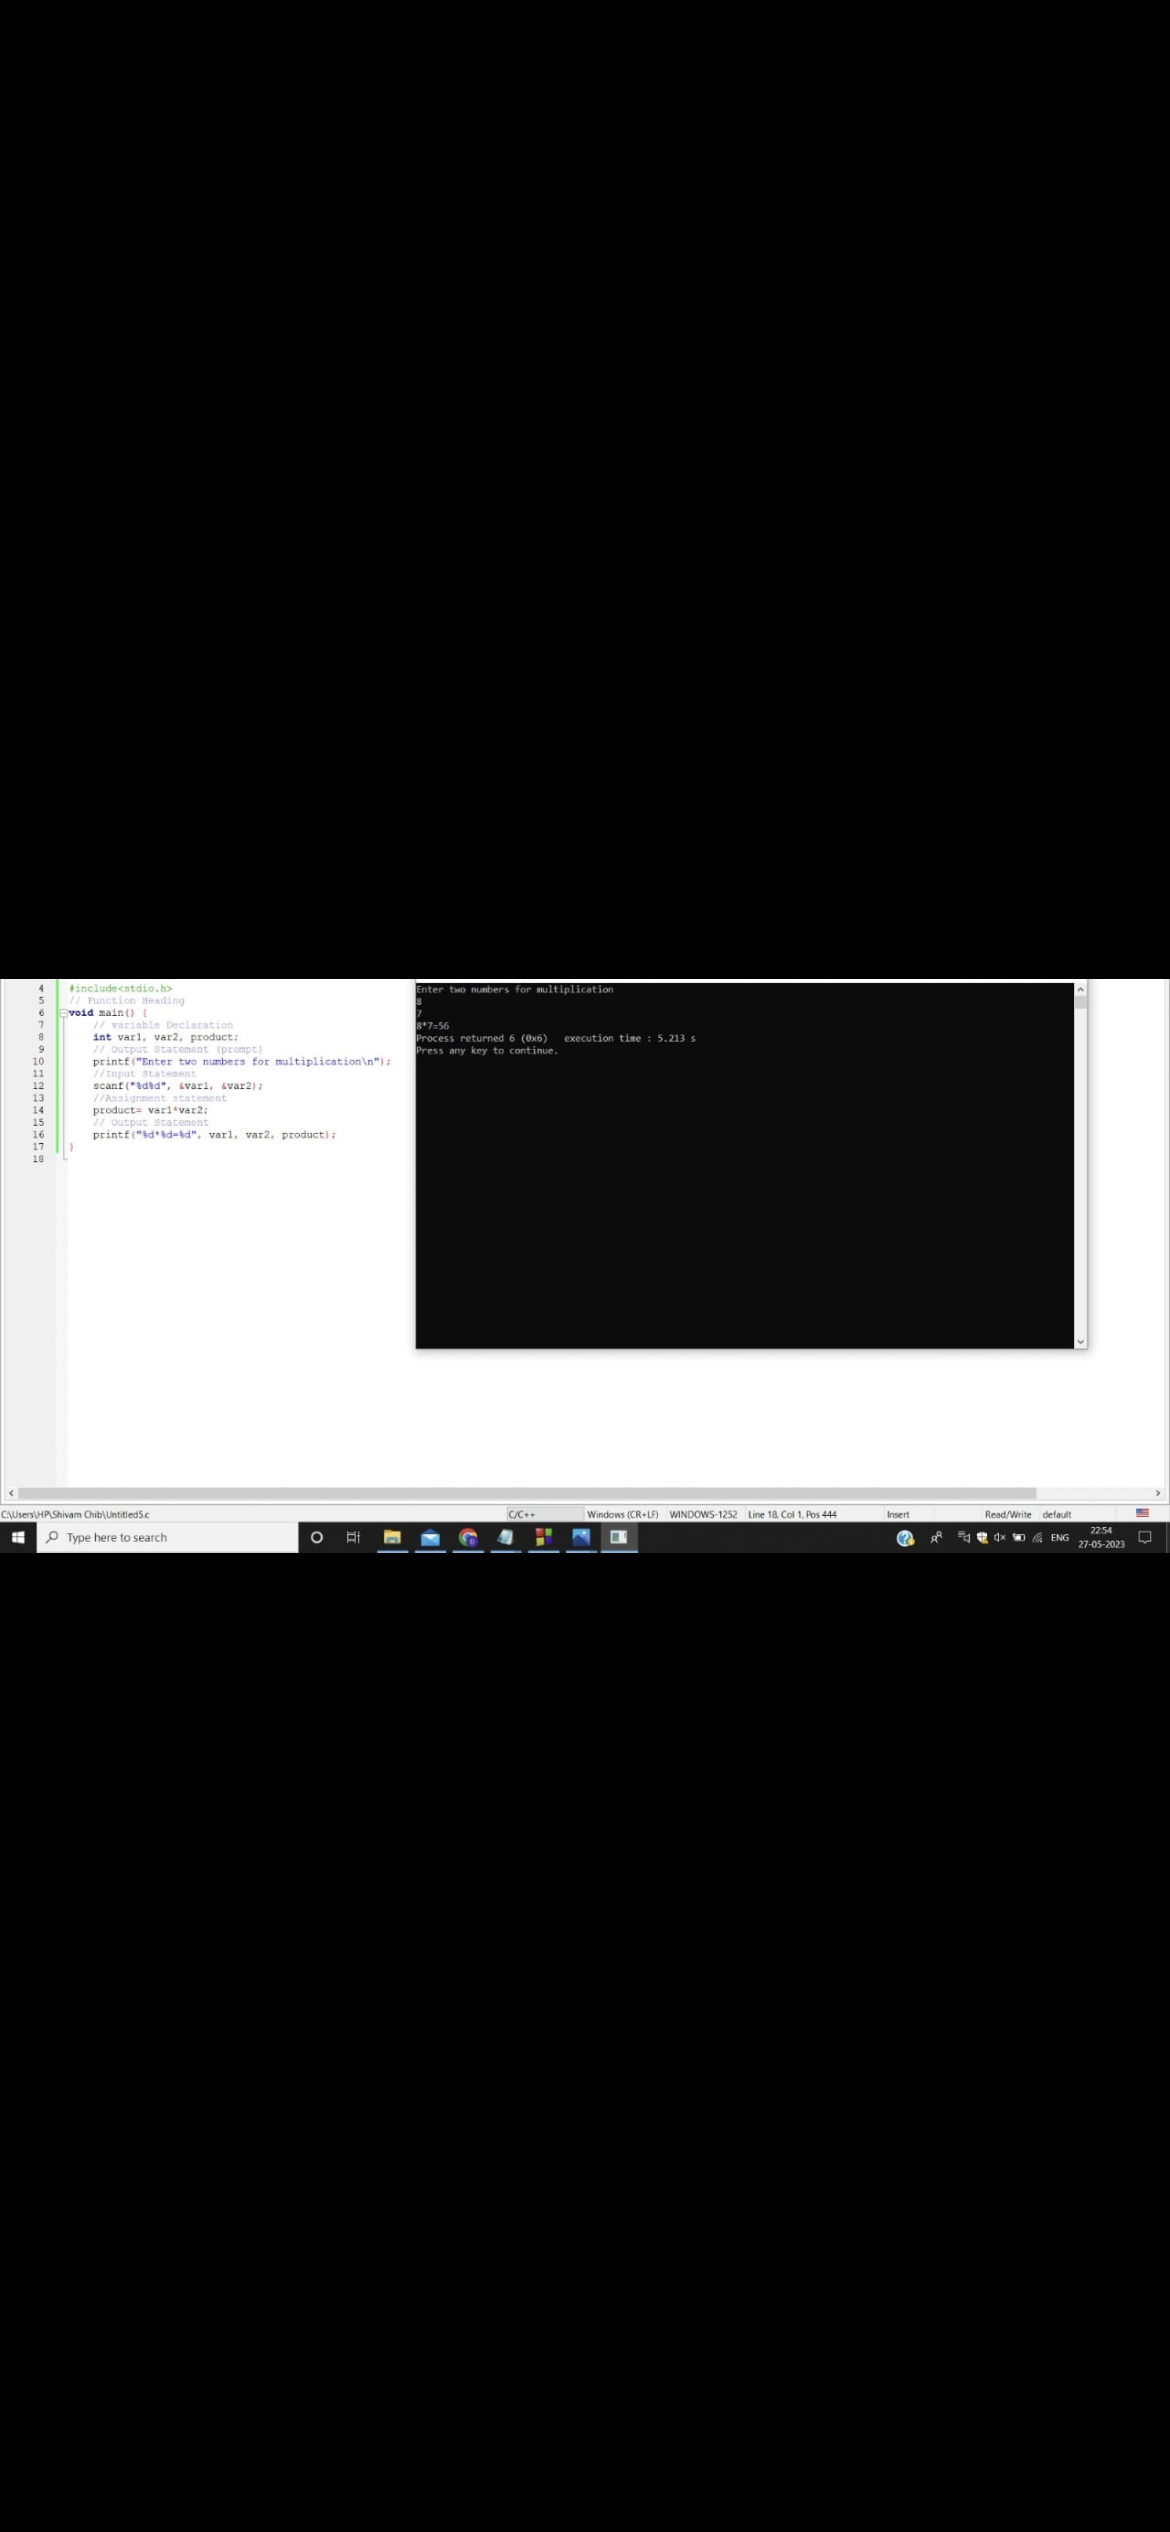 4 #include<stdio.h>
5 // Function Heading
6 void main() {
7 // variable Declaration
8 int var1, var2, product;
9 // Output Statement (prompt)
10 printf("Enter two numbers for multiplication\n");
11 //Input Statement
12 scanf("%d%d", &var1, &var2);
13 //Assignment statement
14 product= var1*var2;
15 // Output Statement
16 printf("%d*%d=%d", var1, var2, product);
17 }
18
Enter two numbers for multiplication
8
7
8*7=56
Process returned 6 (0x6) execution time : 5.213 s
Press any key to continue.
C:\Users\HP\Shivam Chib\Untitled5.c C/C++ Windows (CR+LF) WINDOWS-1252 Line 18, Col 1, Pos 444 Insert Read/Write default
Type here to search ENG 22:54
27-05-2023